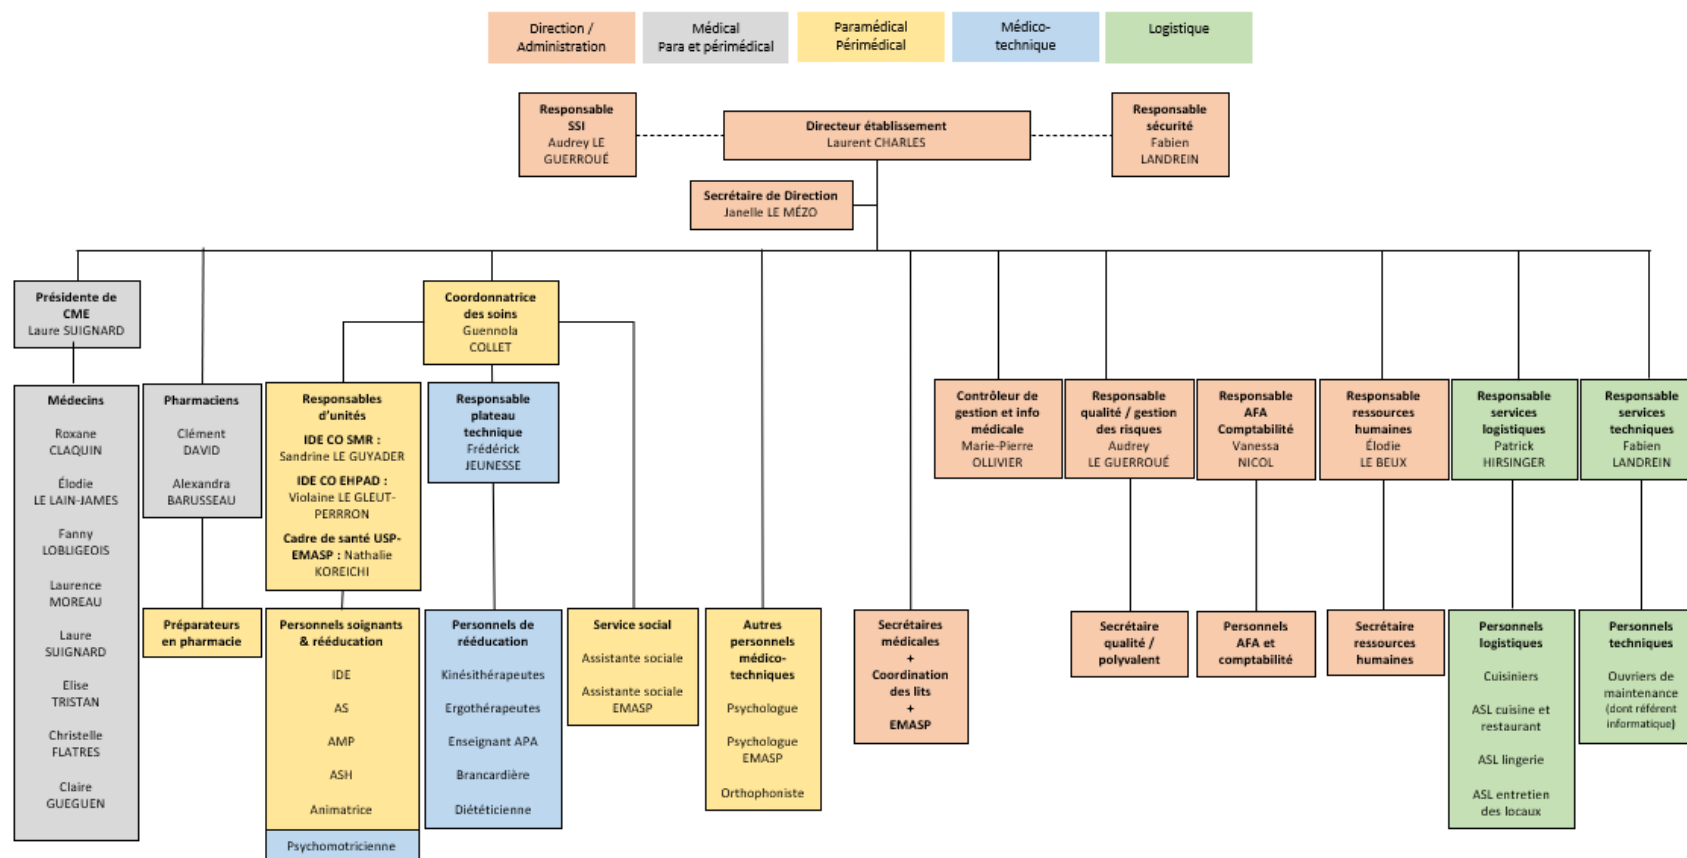 Direction /
Administration
Médical
Para et périmédical
Paramédical
Périmédical
Médico-
technique
Logistique
Responsable
SSI
Audrey LE
GUERROUÉ
Directeur établissement
Laurent CHARLES
Responsable
sécurité
Fabien
LANDREIN
Secrétaire de Direction
Janelle LE MÉZO
Présidente de
CME
Laure SUIGNARD
Coordonnatrice
des soins
Guennola
COLLET
Médecins
Roxane
CLAQUIN
Élodie
LE LAIN-JAMES
Fanny
LOBLIGEOIS
Laurence
MOREAU
Laure
SUIGNARD
Elise
TRISTAN
Christelle
FLATRES
Claire
GUEGUEN
Pharmaciens
Clément
DAVID
Alexandra
BARUSSEAU
Responsables
d'unités
IDE CO SMR :
Sandrine LE GUYADER
IDE CO EHPAD :
Violaine LE GLEUT-
PERRRON
Cadre de santé USP-
EMASP : Nathalie
KOREICHI
Responsable
plateau
technique
Frédérick
JEUNESSE
Contrôleur de
gestion et info
médicale
Marie-Pierre
OLLIVIER
Responsable
qualité / gestion
des risques
Audrey
LE GUERROUÉ
Responsable
AFA
Comptabilité
Vanessa
NICOL
Responsable
ressources
humaines
Élodie
LE BEUX
Responsable
services
logistiques
Patrick
HIRSINGER
Responsable
services
techniques
Fabien
LANDREIN
Préparateurs
en pharmacie
Personnels soignants
& rééducation
IDE
AS
AMP
ASH
Animatrice
Psychomotricienne
Personnels de
rééducation
Kinésithérapeutes
Ergothérapeutes
Enseignant APA
Brancardière
Diététicienne
Service social
Assistante sociale
Assistante sociale
EMASP
Autres
personnels
médico-
techniques
Psychologue
Psychologue
EMASP
Orthophoniste
Secrétaires
médicales
+
Coordination
des lits
+
EMASP
Secrétaire
qualité /
polyvalent
Personnels
AFA et
comptabilité
Secrétaire
ressources
humaines
Personnels
logistiques
Cuisiniers
ASL cuisine et
restaurant
ASL lingerie
ASL entretien
des locaux
Personnels
techniques
Ouvriers de
maintenance
(dont référent
informatique)